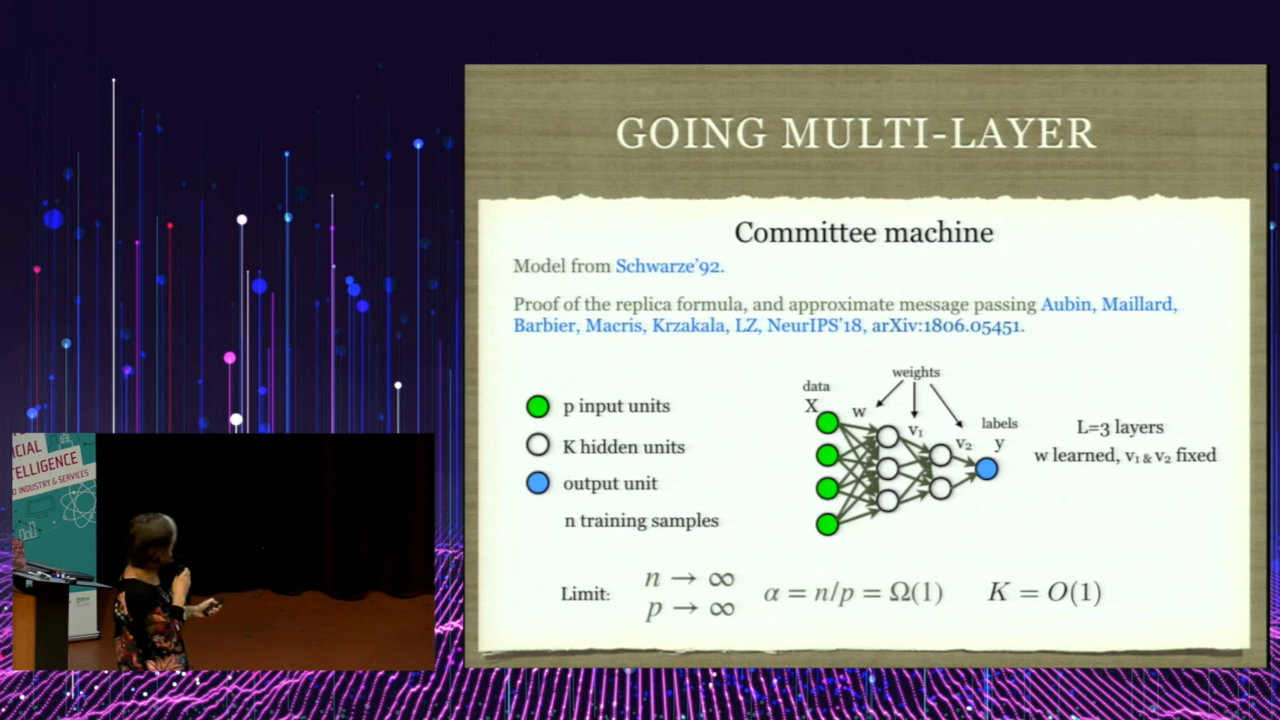 GOING MULTI-LAYER
Committee machine
Model from Schwarze’92.
Proof of the replica formula, and approximate message passing Aubin, Maillard,
Barbier, Macris, Krzakala, LZ, NeurIPS’18, arXiv:1806.05451.
p input units
K hidden units
output unit
n training samples
data
X
w
weights
v₁
v₂
labels
y
L=3 layers
w learned, v₁ & v₂ fixed
Limit:
n → ∞
p → ∞
α = n/p = Ω(1)
K = O(1)
ICIAL
TELLIGENCE
INDUSTRY & SERVICES